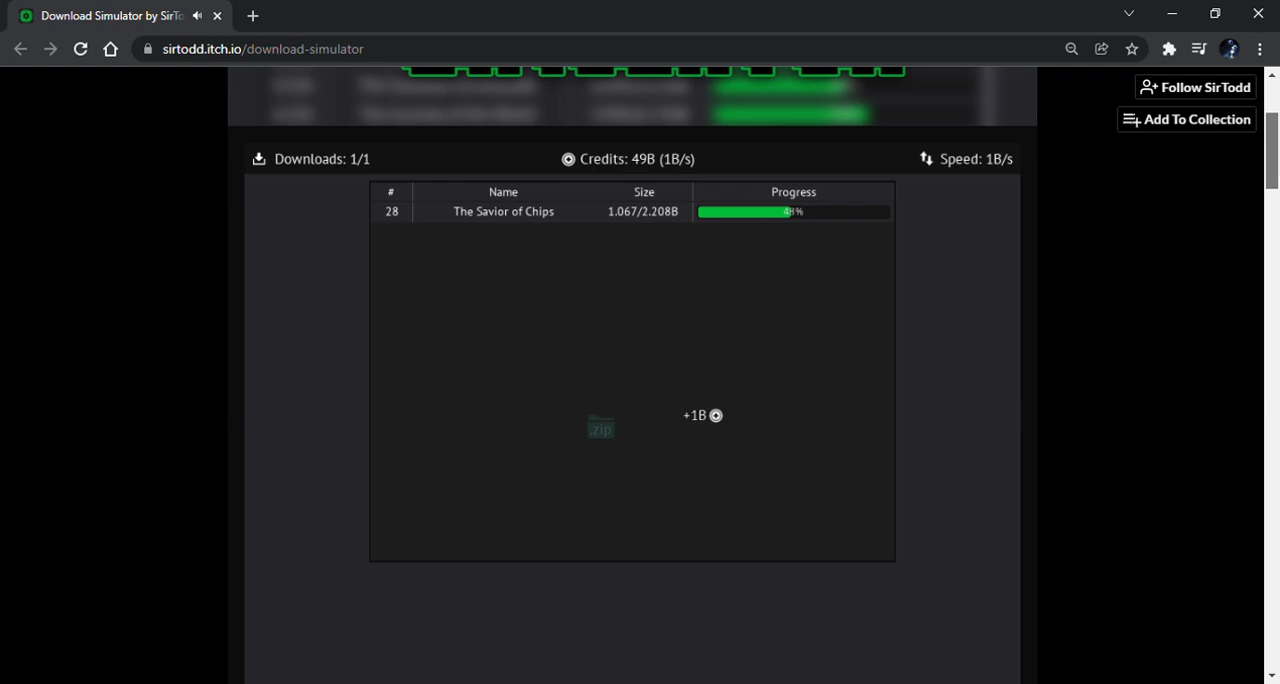 Download Simulator by SirTo
sirtodd.itch.io/download-simulator
Follow SirTodd
Add To Collection
Downloads: 1/1 Credits: 49B (1B/s) Speed: 1B/s
# Name Size Progress
28 The Savior of Chips 1.067/2.208B 48%
+1B
.zip